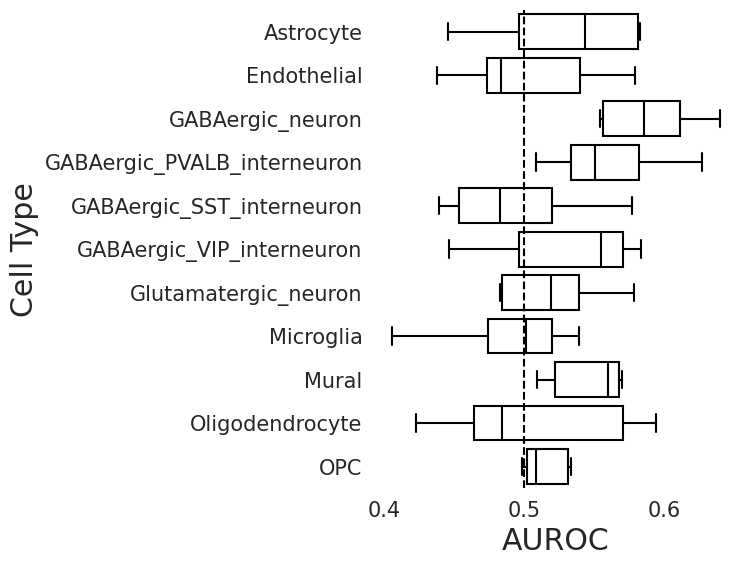 Astrocyte
Endothelial
GABAergic_neuron
GABAergic_PVALB_interneuron
GABAergic_SST_interneuron
GABAergic_VIP_interneuron
Glutamatergic_neuron
Microglia
Mural
Oligodendrocyte
OPC
Cell Type
0.4 0.5 0.6
AUROC